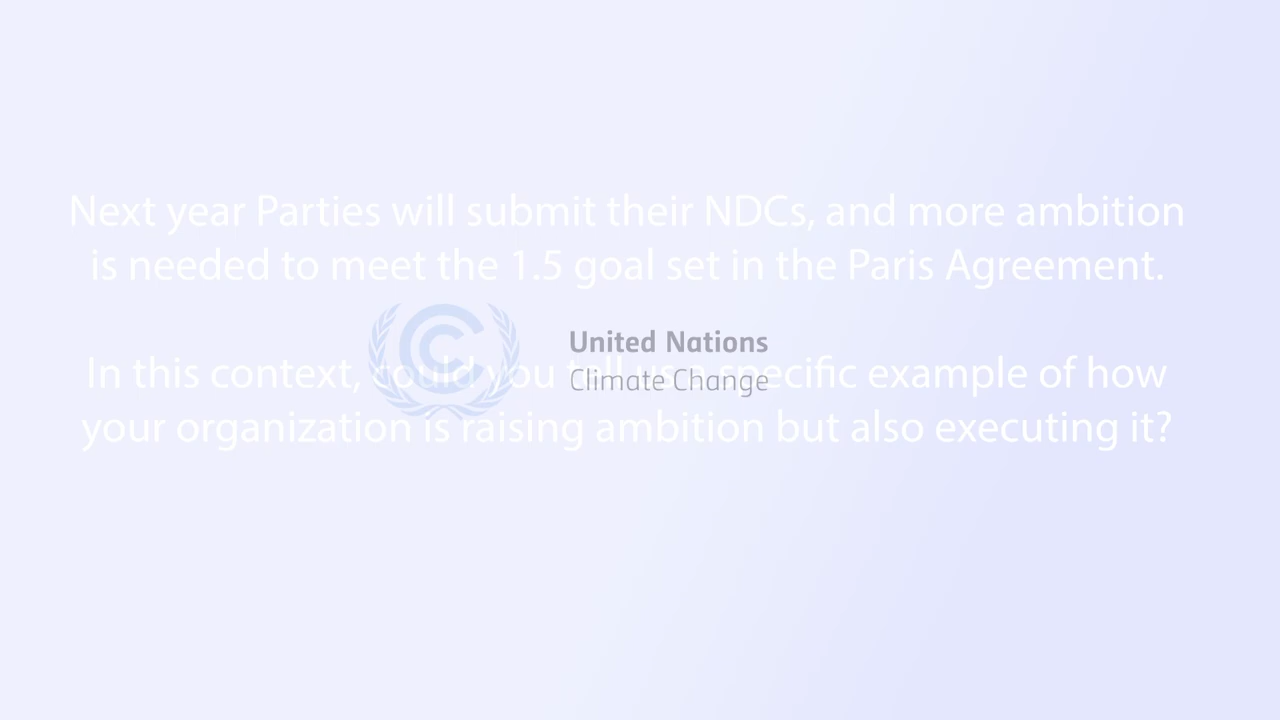 Next year Parties will submit their NDCs, and more ambition
is needed to meet the 1.5 goal set in the Paris Agreement.
United Nations
Climate Change
In this context, could you tell us a specific example of how
your organization is raising ambition but also executing it?